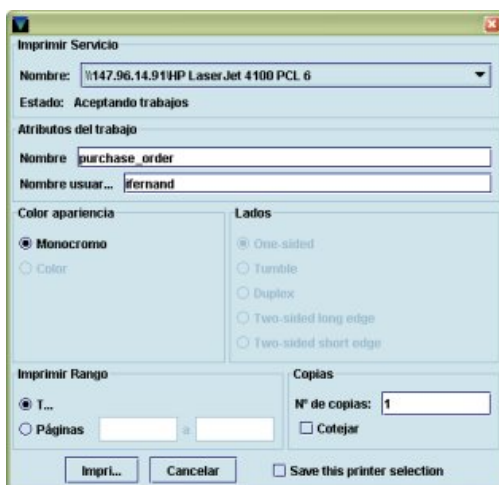 Imprimir Servicio
Nombre: \\147.96.14.91\HP LaserJet 4100 PCL 6
Estado: Aceptando trabajos
Atributos del trabajo
Nombre purchase_order
Nombre usuar... ifernand
Color apariencia
Monocromo
Color
Lados
One-sided
Tumble
Duplex
Two-sided long edge
Two-sided short edge
Imprimir Rango
T...
Páginas a
Copias
Nº de copias: 1
Cotejar
Impri... Cancelar Save this printer selection